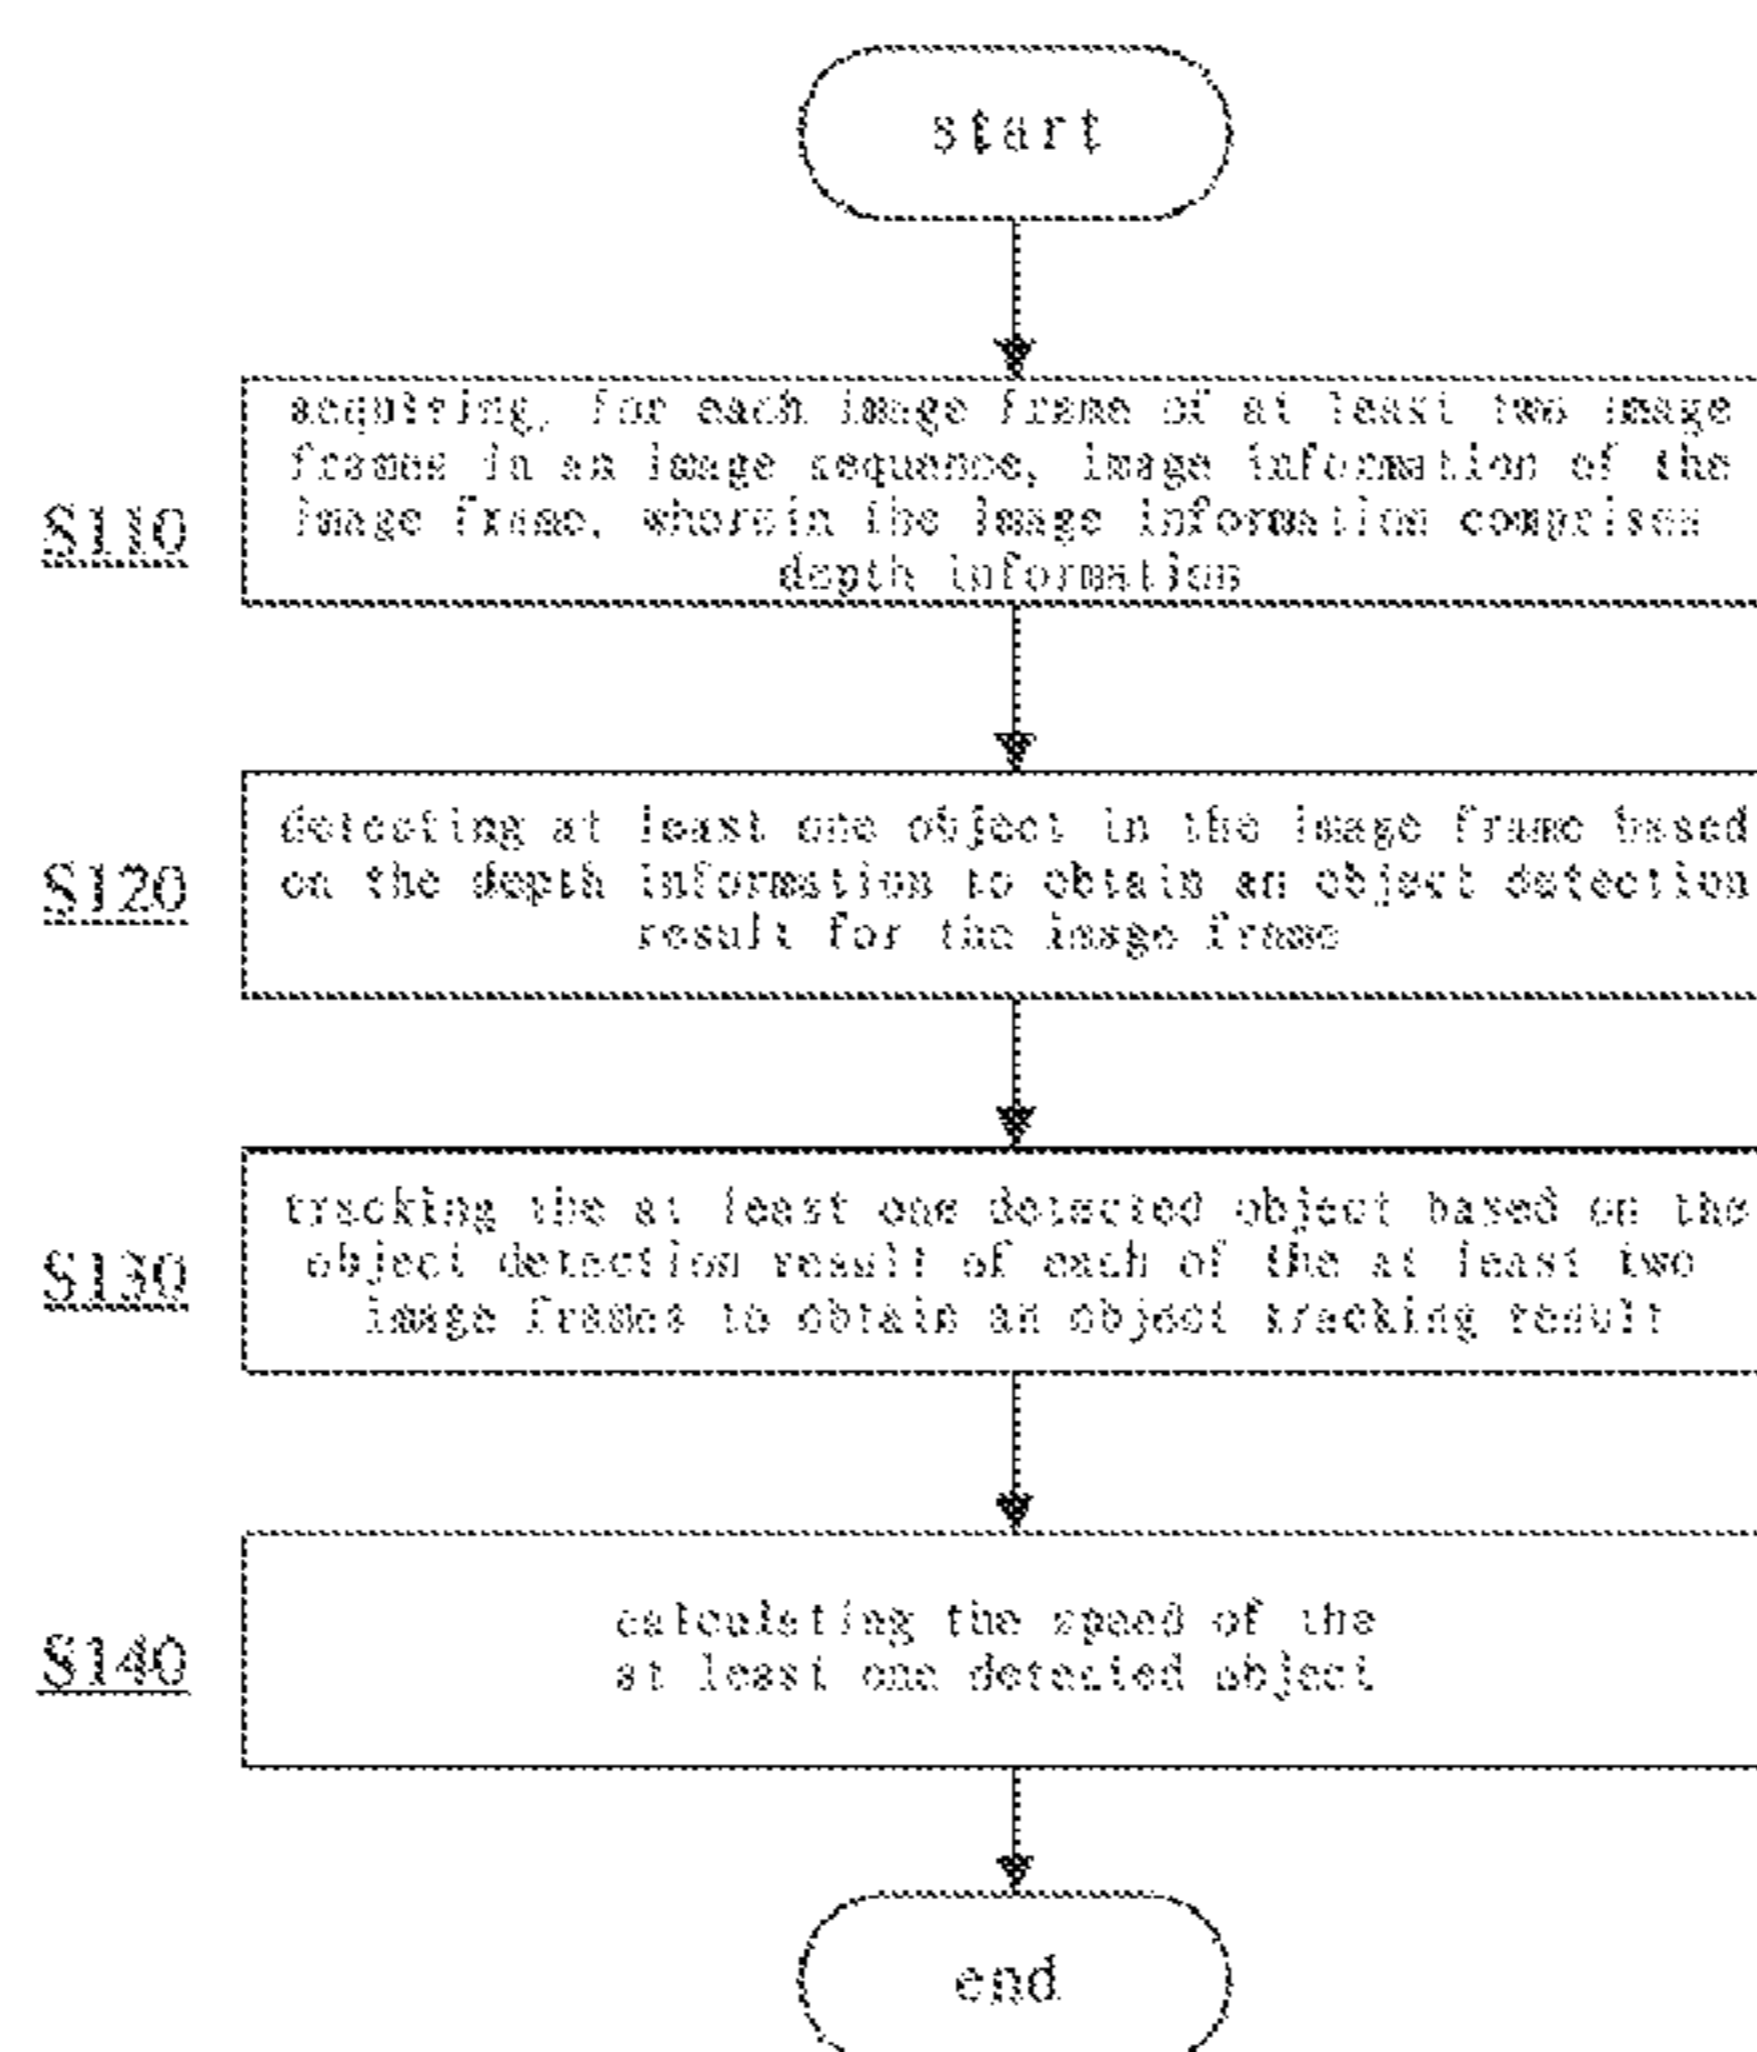 start
acquiring, for each image frame of at least two image
frames in an image sequence, image information of the
S110
image frame, wherein the image information comprises
depth information
detecting at least one object in the image frame based
S120
on the depth information to obtain an object detection
result for the image frame
tracking the at least one detected object based on the
S130
object detection result of each of the at least two
image frames to obtain an object tracking result
calculating the speed of the
S140
at least one detected object
end